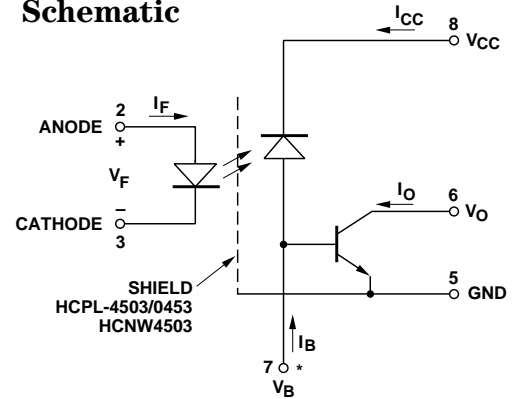 Schematic
ICC
8
VCC
2
IF
ANODE
+
VF
–
CATHODE
3
IO
6
VO
SHIELD
HCPL-4503/0453
HCNW4503
5
GND
IB
7
*
VB